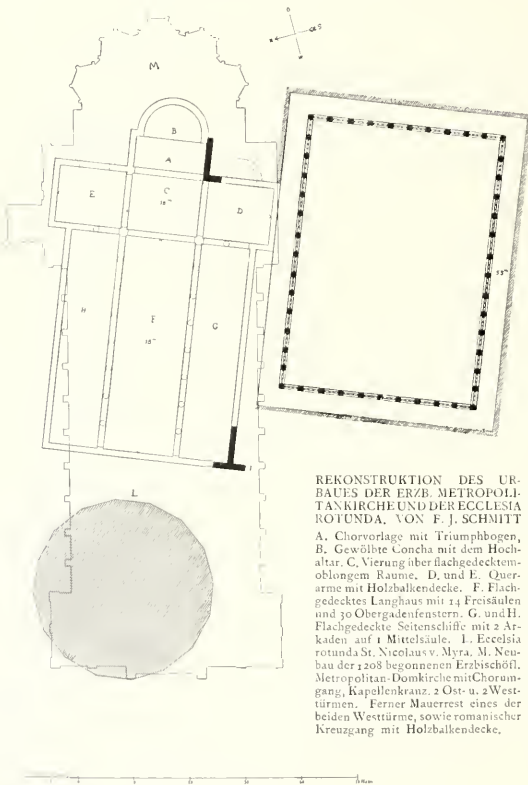 M
B
A
C
18 m
E
D
H
F
18 m
G
53 m
L
REKONSTRUKTION DES UR-
BAUES DER ERZB. METROPOLI-
TANKIRCHE UND DER ECCLESIA
ROTUNDA. VON F. J. SCHMITT
A. Chorvorlage mit Triumphbogen,
B. Gewölbte Concha mit dem Hoch-
altar. C. Vierung über flachgedecktem-
oblongem Raume. D. und E. Quer-
arme mit Holzbalkendecke. F. Flach-
gedecktes Langhaus mit 14 Freisäulen
und 30 Obergadenfenstern. G. und H.
Flachgedeckte Seitenschiffe mit 2 Ar-
kaden auf 1 Mittelsäule. L. Eccelsia
rotunda St. Nicolaus v. Myra. M. Neu-
bau der 1208 begonnenen Erzbischöfl.
Metropolitan-Domkirche mit Chorum-
gang, Kapellenkranz. 2 Ost- u. 2 West-
türmen. Ferner Mauerrest eines der
beiden Westtürme, sowie romanischer
Kreuzgang mit Holzbalkendecke.